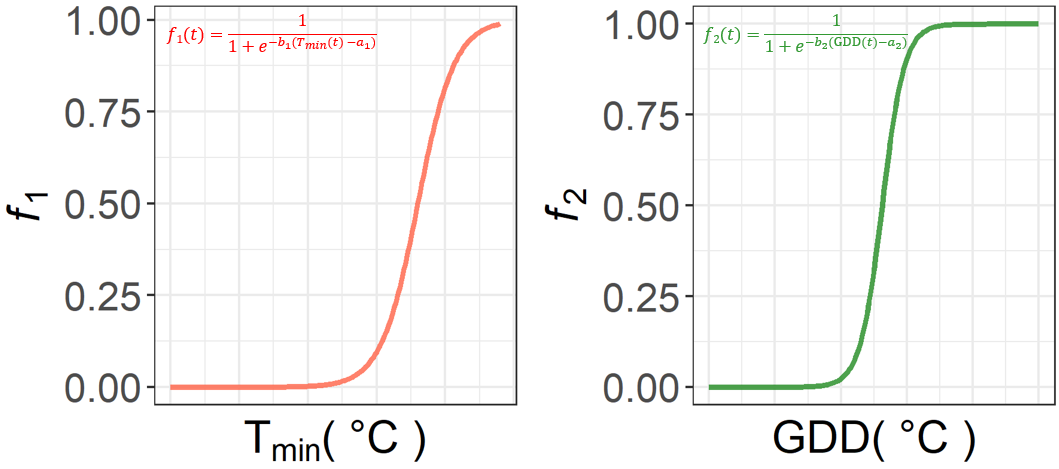 f₁(t) = 1 / (1 + e^{−b₁(Tₘᵢₙ(t)−a₁)})
1.00
0.75
0.50
0.25
0.00
f₁
Tₘᵢₙ( °C )
f₂(t) = 1 / (1 + e^{−b₂(GDD(t)−a₂)})
1.00
0.75
0.50
0.25
0.00
f₂
GDD( °C )